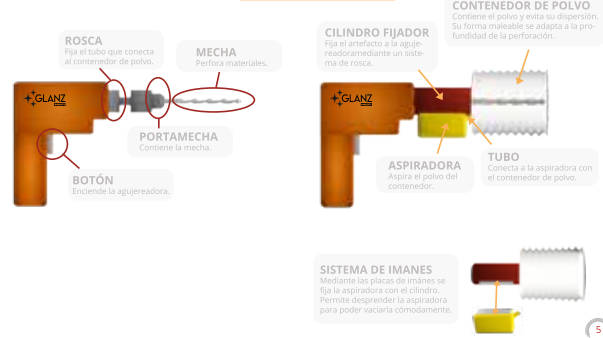 ROSCA
Fija el tubo que conecta
al contenedor de polvo.
MECHA
Perfora materiales.
GLANZ
PORTAMECHA
Contiene la mecha.
BOTÓN
Enciende la agujereadora.
CONTENEDOR DE POLVO
Contiene el polvo y evita su dispersión.
Su forma maleable se adapta a la pro-
fundidad de la perforación.
CILINDRO FIJADOR
Fija el artefacto a la aguje-
readoramediante un siste-
ma de rosca.
GLANZ
ASPIRADORA
Aspira el polvo del
contenedor.
TUBO
Conecta a la aspiradora con
el contenedor de polvo.
SISTEMA DE IMANES
Mediante las placas de imánes se
fija la aspiradora con el cilindro.
Permite desprender la aspiradora
para poder vaciarla cómodamente.
5